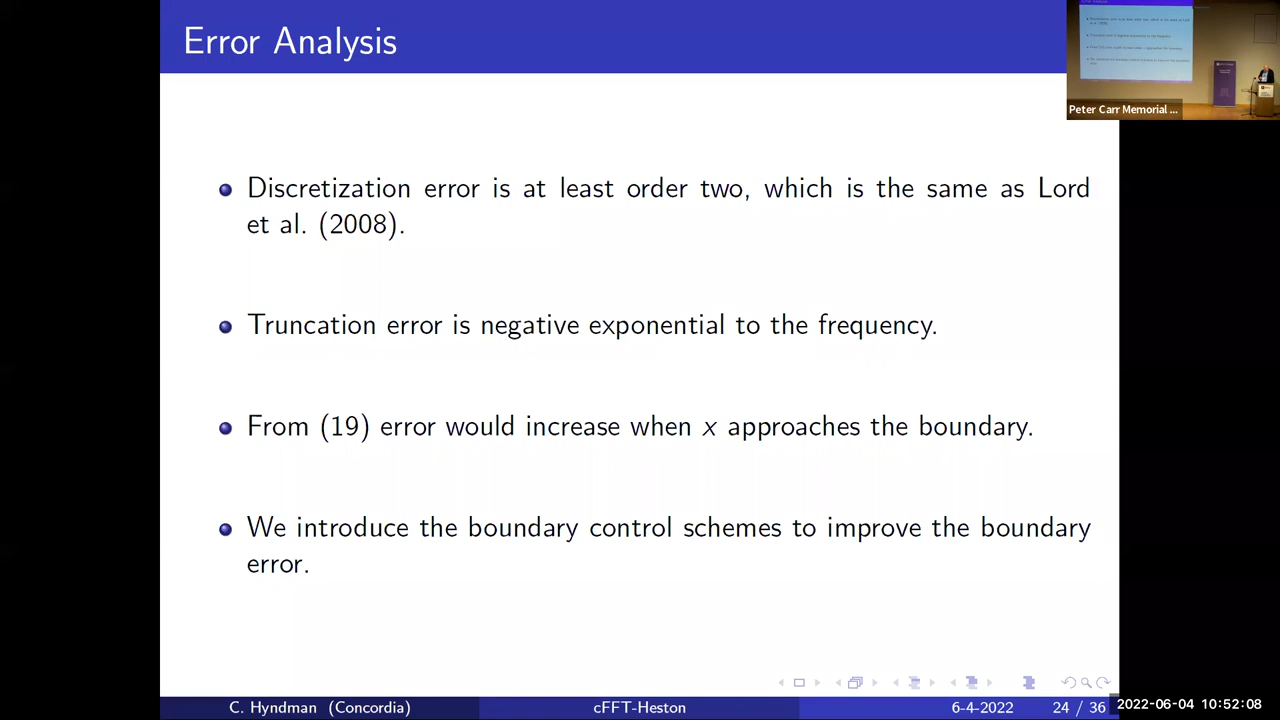 Error Analysis
Peter Carr Memorial ...
Discretization error is at least order two, which is the same as Lord
et al. (2008).
Truncation error is negative exponential to the frequency.
From (19) error would increase when x approaches the boundary.
We introduce the boundary control schemes to improve the boundary
error.
C. Hyndman (Concordia) cFFT-Heston 6-4-2022 24 / 36
2022-06-04 10:52:08